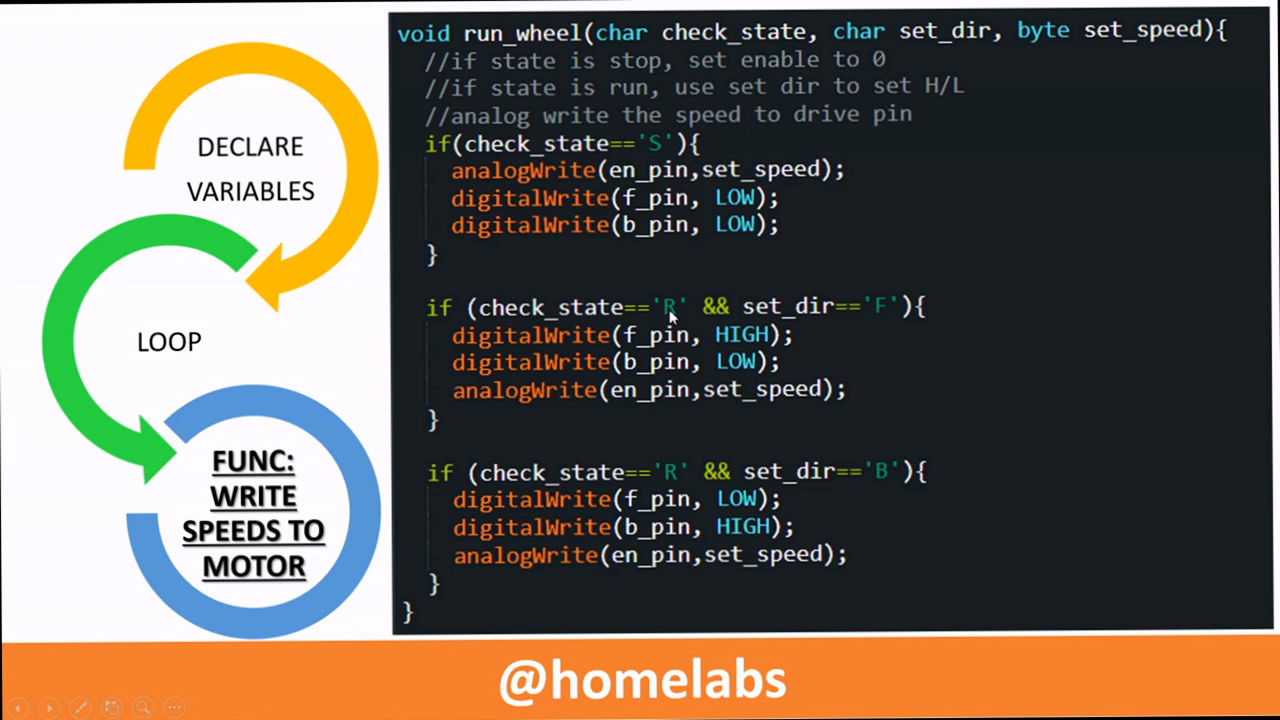 DECLARE
VARIABLES
LOOP
FUNC:
WRITE
SPEEDS TO
MOTOR
void run_wheel(char check_state, char set_dir, byte set_speed){
//if state is stop, set enable to 0
//if state is run, use set dir to set H/L
//analog write the speed to drive pin
if(check_state=='S'){
analogWrite(en_pin,set_speed);
digitalWrite(f_pin, LOW);
digitalWrite(b_pin, LOW);
}
if (check_state=='R' && set_dir=='F'){
digitalWrite(f_pin, HIGH);
digitalWrite(b_pin, LOW);
analogWrite(en_pin,set_speed);
}
if (check_state=='R' && set_dir=='B'){
digitalWrite(f_pin, LOW);
digitalWrite(b_pin, HIGH);
analogWrite(en_pin,set_speed);
}
}
@homelabs